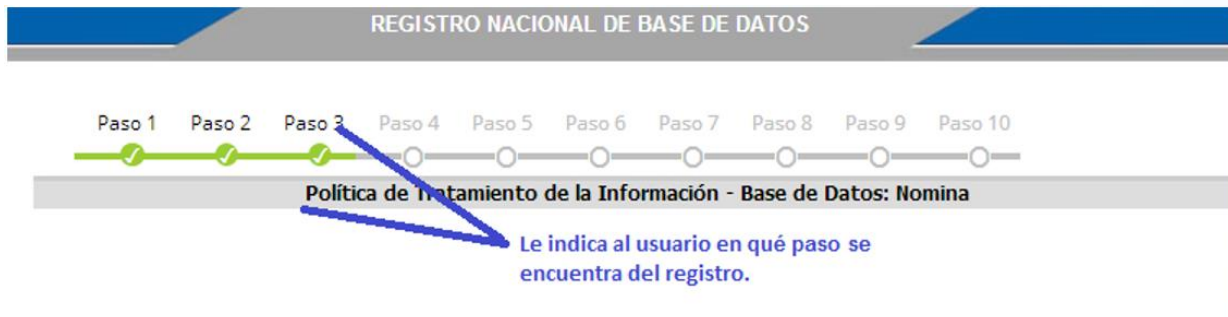 REGISTRO NACIONAL DE BASE DE DATOS
Paso 1 Paso 2 Paso 3 Paso 4 Paso 5 Paso 6 Paso 7 Paso 8 Paso 9 Paso 10
Política de Tratamiento de la Información - Base de Datos: Nomina
Le indica al usuario en qué paso se
encuentra del registro.